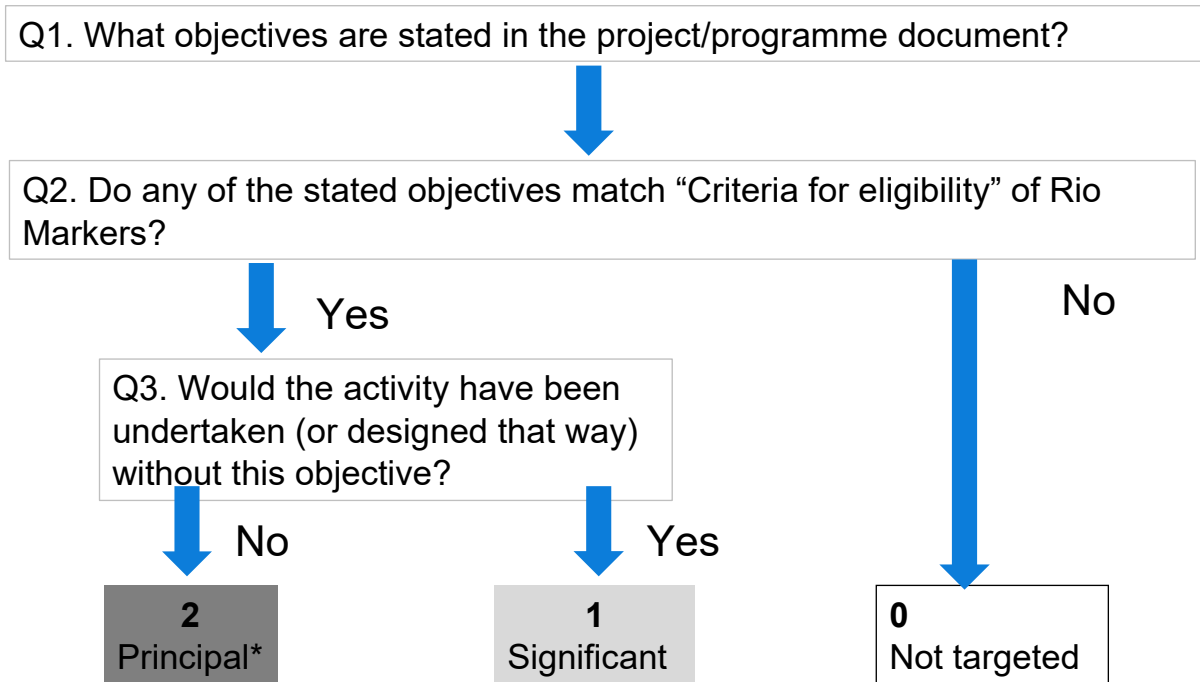 Q1. What objectives are stated in the project/programme document?
Q2. Do any of the stated objectives match “Criteria for eligibility” of Rio
Markers?
Yes
No
Q3. Would the activity have been
undertaken (or designed that way)
without this objective?
No
Yes
2
Principal*
1
Significant
0
Not targeted